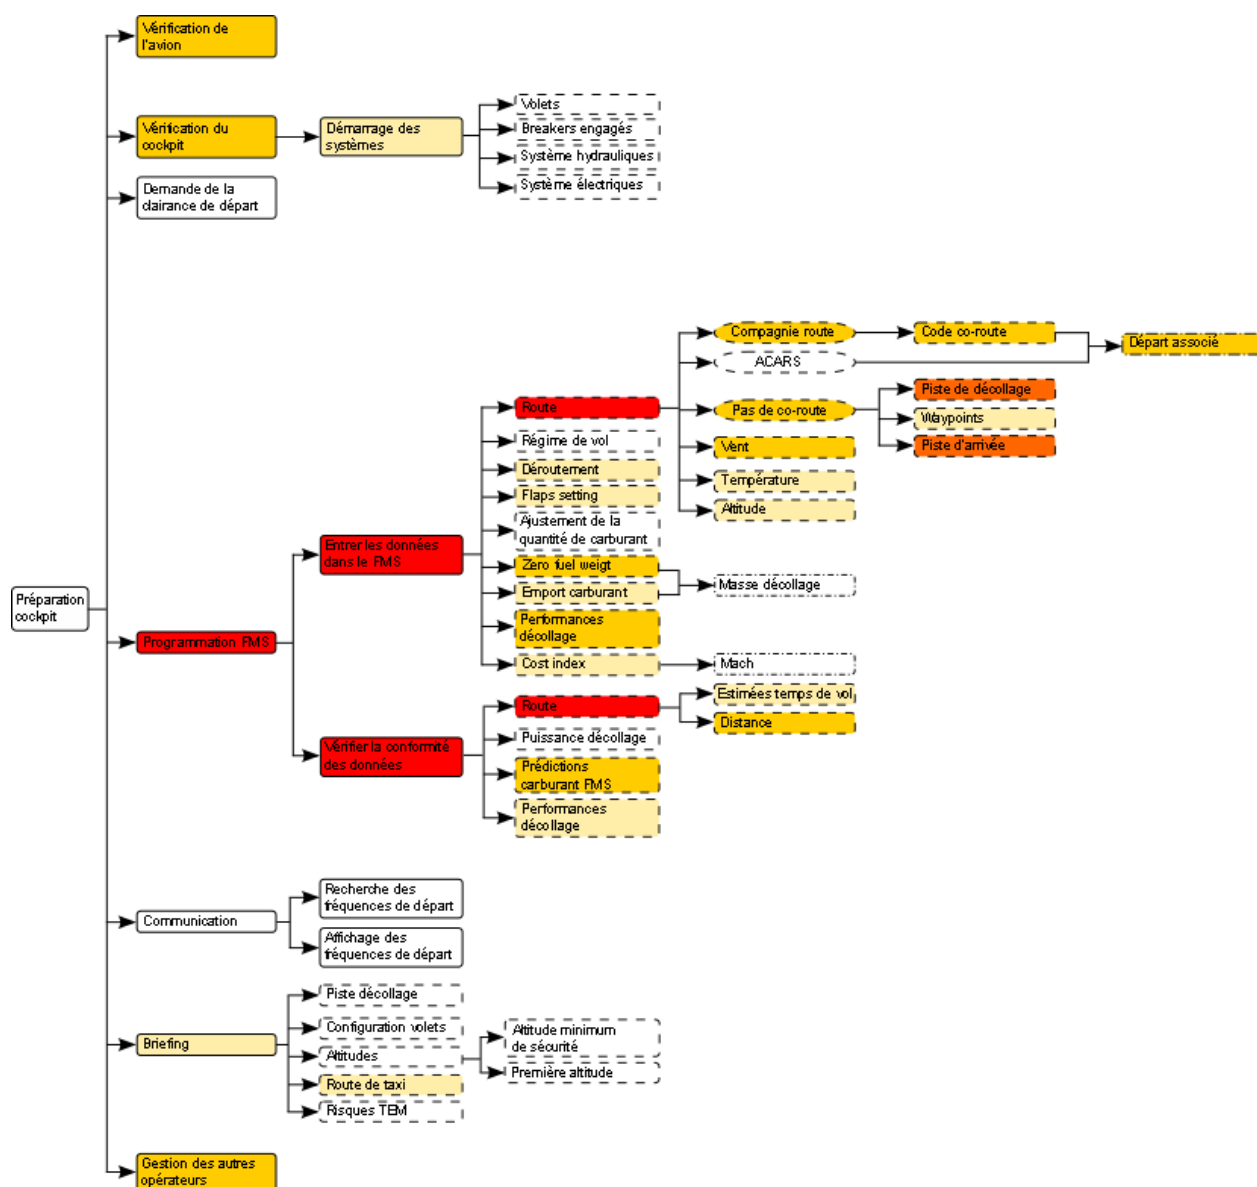 Vérification de
l'avion
Vérification du
cockpit
Démarrage des
systèmes
Volets
Breakers engagés
Système hydrauliques
Système électriques
Demande de la
clairance de départ
Compagnie route
Code co-route
Départ associé
ACARS
Route
Pas de co-route
Piste de décollage
Waypoints
Piste d'arrivée
Régime de vol
Vent
Déroutement
Température
Flaps setting
Altitude
Ajustement de la
quantité de carburant
Entrer les données
dans le FMS
Zero fuel weigt
Emport carburant
Masse décollage
Performances
décollage
Cost index
Mach
Préparation
cockpit
Programmation FMS
Route
Estimées temps de vol
Distance
Vérifier la conformité
des données
Puissance décollage
Prédictions
carburant FMS
Performances
décollage
Communication
Recherche des
fréquences de départ
Affichage des
fréquences de départ
Briefing
Piste décollage
Configuration volets
Altitudes
Altitude minimum
de sécurité
Première altitude
Route de taxi
Risques TEM
Gestion des autres
opérateurs